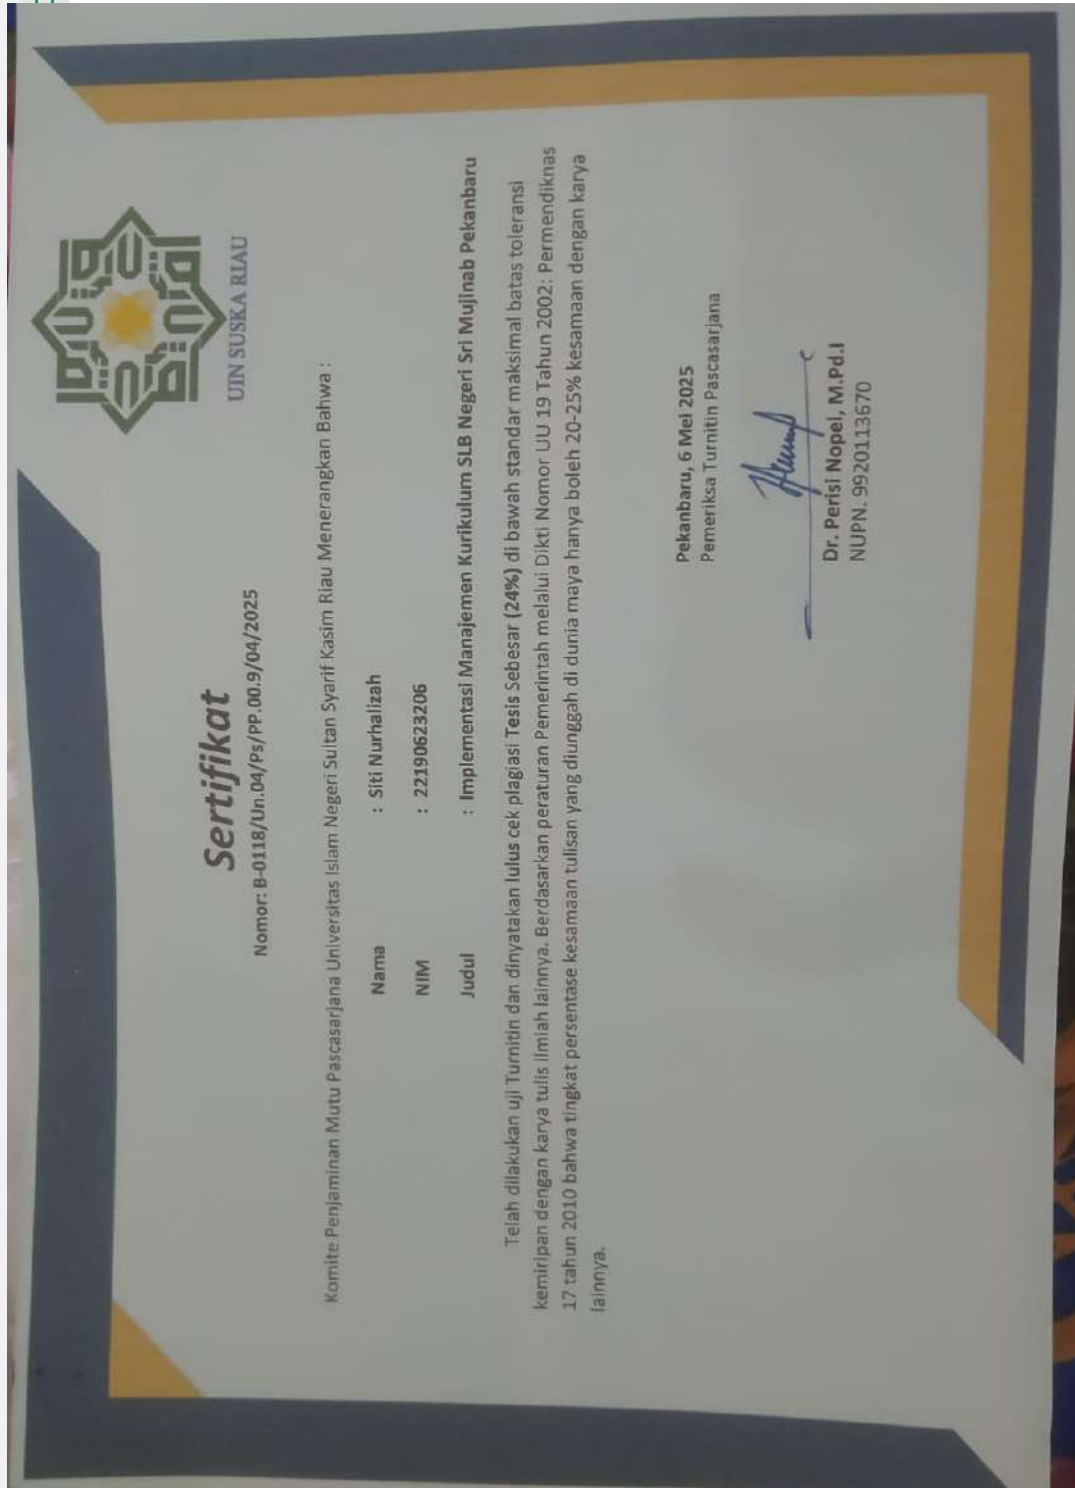 UIN SUSKA RIAU
Sertifikat
Nomor: B-0118/Un.04/Ps/PP.00.9/04/2025
Komite Penjaminan Mutu Pascasarjana Universitas Islam Negeri Sultan Syarif Kasim Riau Menerangkan Bahwa :
Nama : Siti Nurhalizah
NIM : 22190623206
Judul : Implementasi Manajemen Kurikulum SLB Negeri Sri Mujinab Pekanbaru
Telah dilakukan uji Turnitin dan dinyatakan lulus cek plagiasi Tesis Sebesar (24%) di bawah standar maksimal batas toleransi
kemiripan dengan karya tulis ilmiah lainnya. Berdasarkan peraturan Pemerintah melalui Dikti Nomor UU 19 Tahun 2002: Permendiknas
17 tahun 2010 bahwa tingkat persentase kesamaan tulisan yang diunggah di dunia maya hanya boleh 20-25% kesamaan dengan karya
lainnya.
Pekanbaru, 6 Mei 2025
Pemeriksa Turnitin Pascasarjana
Dr. Perisi Nopel, M.Pd.I
NUPN. 9920113670